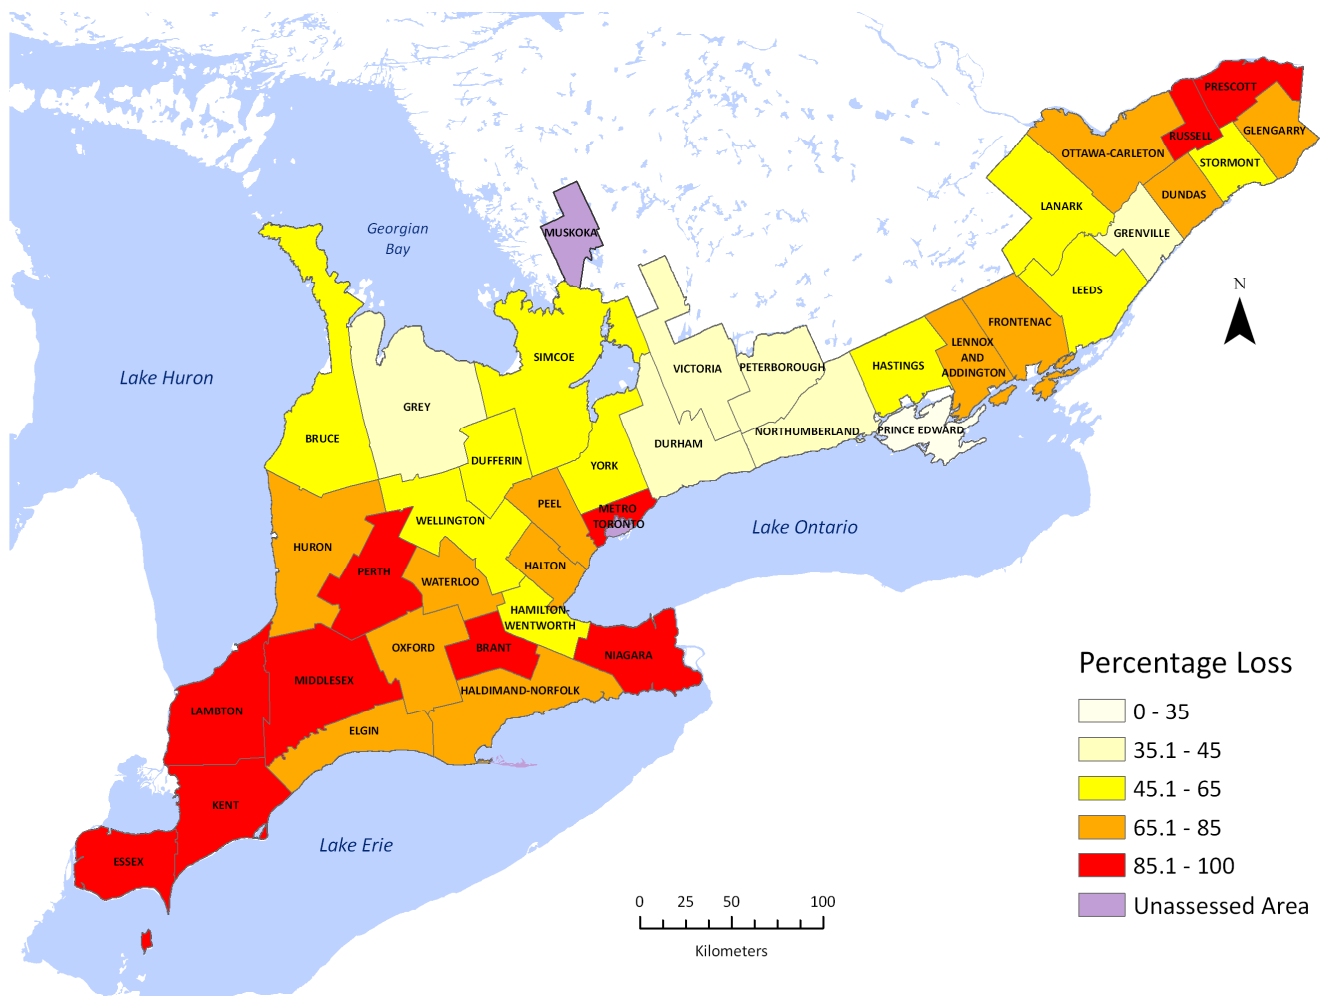 PRESCOTT
RUSSELL
GLENGARRY
OTTAWA-CARLETON
STORMONT
DUNDAS
LANARK
GRENVILLE
Georgian
Bay
MUSKOKA
N
LEEDS
FRONTENAC
LENNOX
AND
ADDINGTON
HASTINGS
SIMCOE
VICTORIA
PETERBOROUGH
Lake Huron
GREY
PRINCE EDWARD
NORTHUMBERLAND
BRUCE
DURHAM
DUFFERIN
YORK
PEEL
METRO
TORONTO
WELLINGTON
Lake Ontario
HURON
HALTON
PERTH
WATERLOO
HAMILTON-
WENTWORTH
OXFORD
BRANT
NIAGARA
MIDDLESEX
HALDIMAND-NORFOLK
LAMBTON
ELGIN
KENT
Lake Erie
ESSEX
Percentage Loss
0 - 35
35.1 - 45
45.1 - 65
65.1 - 85
85.1 - 100
Unassessed Area
0 25 50 100
Kilometers